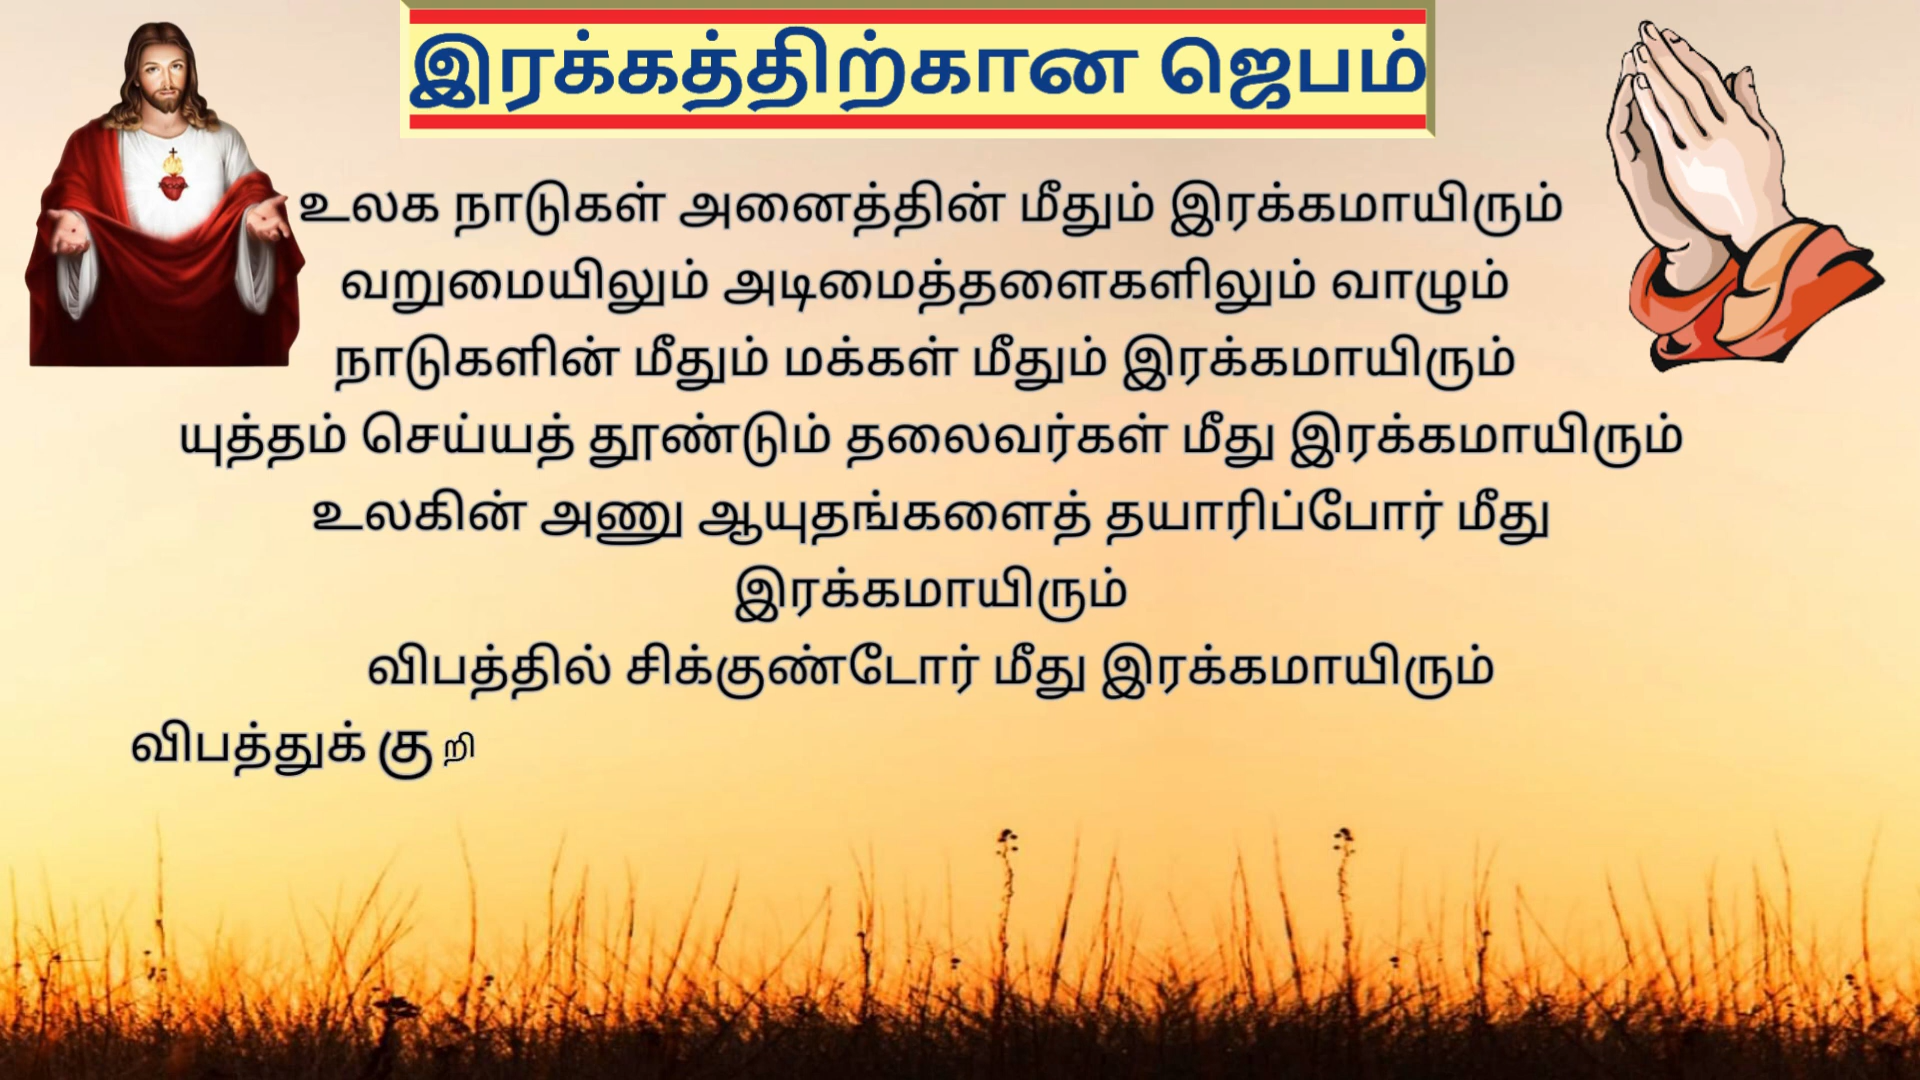 இரக்கத்திற்கான ஜெபம்
உலக நாடுகள் அனைத்தின் மீதும் இரக்கமாயிரும்
வறுமையிலும் அடிமைத்தளைகளிலும் வாழும்
நாடுகளின் மீதும் மக்கள் மீதும் இரக்கமாயிரும்
யுத்தம் செய்யத் தூண்டும் தலைவர்கள் மீது இரக்கமாயிரும்
உலகின் அணு ஆயுதங்களைத் தயாரிப்போர் மீது
இரக்கமாயிரும்
விபத்தில் சிக்குண்டோர் மீது இரக்கமாயிரும்
விபத்துக் குறி